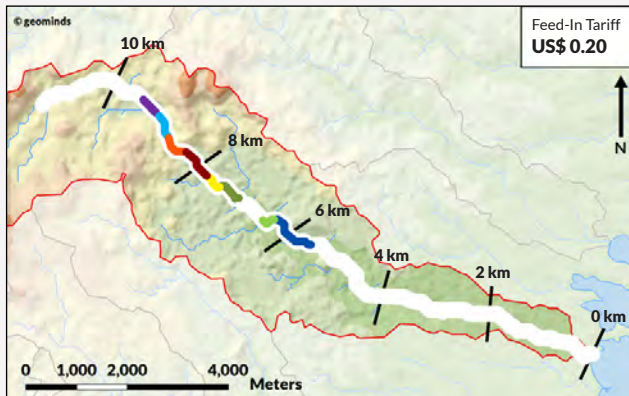 © geominds
Feed-In Tariff
US$ 0.20
10 km
N
8 km
6 km
4 km
2 km
0 km
0 1,000 2,000 4,000
Meters